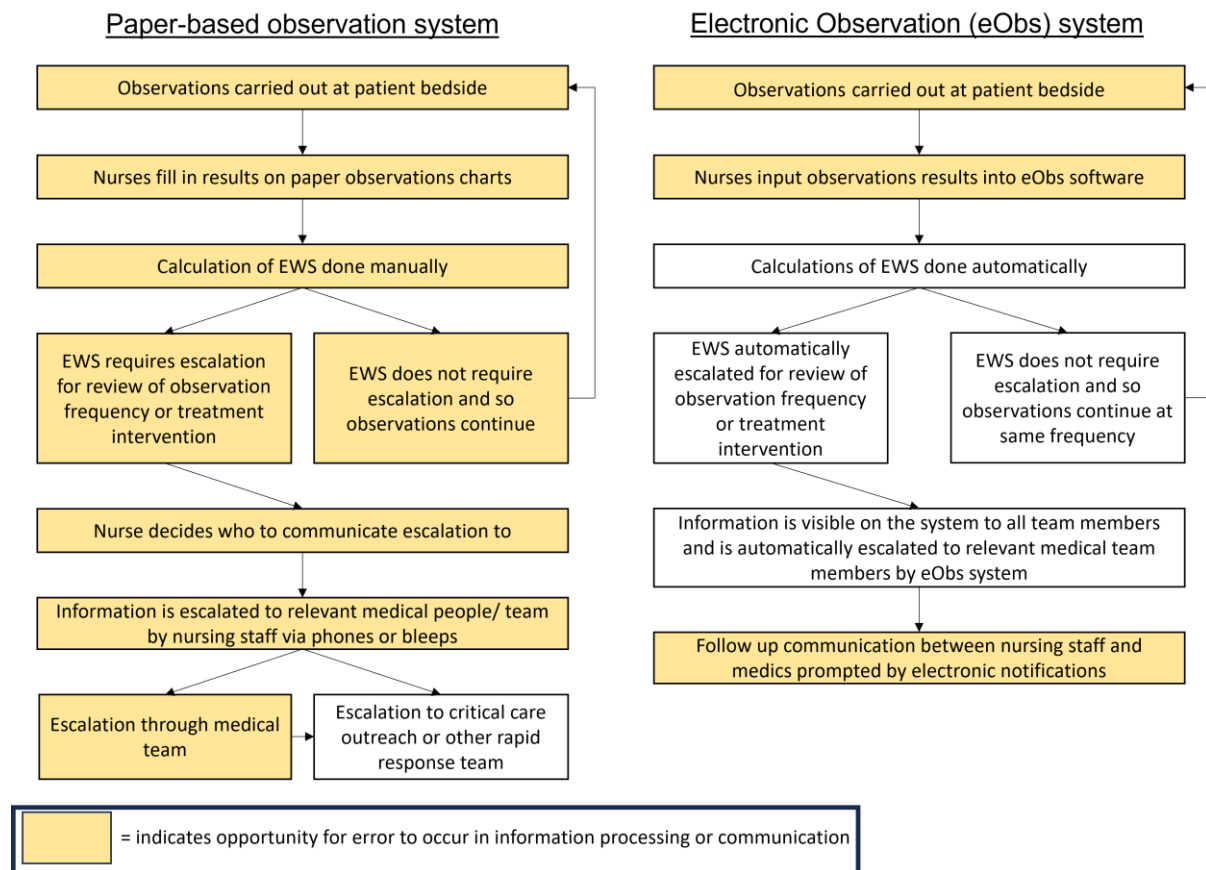 Paper-based observation system
Observations carried out at patient bedside
Nurses fill in results on paper observations charts
Calculation of EWS done manually
EWS requires escalation
for review of observation
frequency or treatment
intervention
EWS does not require
escalation and so
observations continue
Nurse decides who to communicate escalation to
Information is escalated to relevant medical people/ team
by nursing staff via phones or bleeps
Escalation through medical
team
Escalation to critical care
outreach or other rapid
response team
Electronic Observation (eObs) system
Observations carried out at patient bedside
Nurses input observations results into eObs software
Calculations of EWS done automatically
EWS automatically
escalated for review of
observation frequency
or treatment
intervention
EWS does not require
escalation and so
observations continue at
same frequency
Information is visible on the system to all team members
and is automatically escalated to relevant medical team
members by eObs system
Follow up communication between nursing staff and
medics prompted by electronic notifications
= indicates opportunity for error to occur in information processing or communication